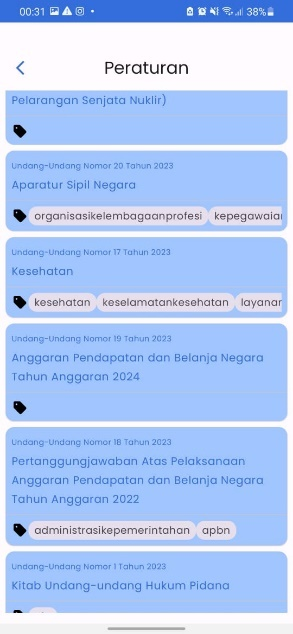 00:31 38%
Peraturan
Pelarangan Senjata Nuklir)
Undang-Undang Nomor 20 Tahun 2023
Aparatur Sipil Negara
organisasikelembagaanprofesi kepegawaian
Undang-Undang Nomor 17 Tahun 2023
Kesehatan
kesehatan keselamatankesehatan layanan
Undang-Undang Nomor 19 Tahun 2023
Anggaran Pendapatan dan Belanja Negara
Tahun Anggaran 2024
Undang-Undang Nomor 18 Tahun 2023
Pertanggungjawaban Atas Pelaksanaan
Anggaran Pendapatan dan Belanja Negara
Tahun Anggaran 2022
administrasikepemerintahan apbn
Undang-Undang Nomor 1 Tahun 2023
Kitab Undang-undang Hukum Pidana